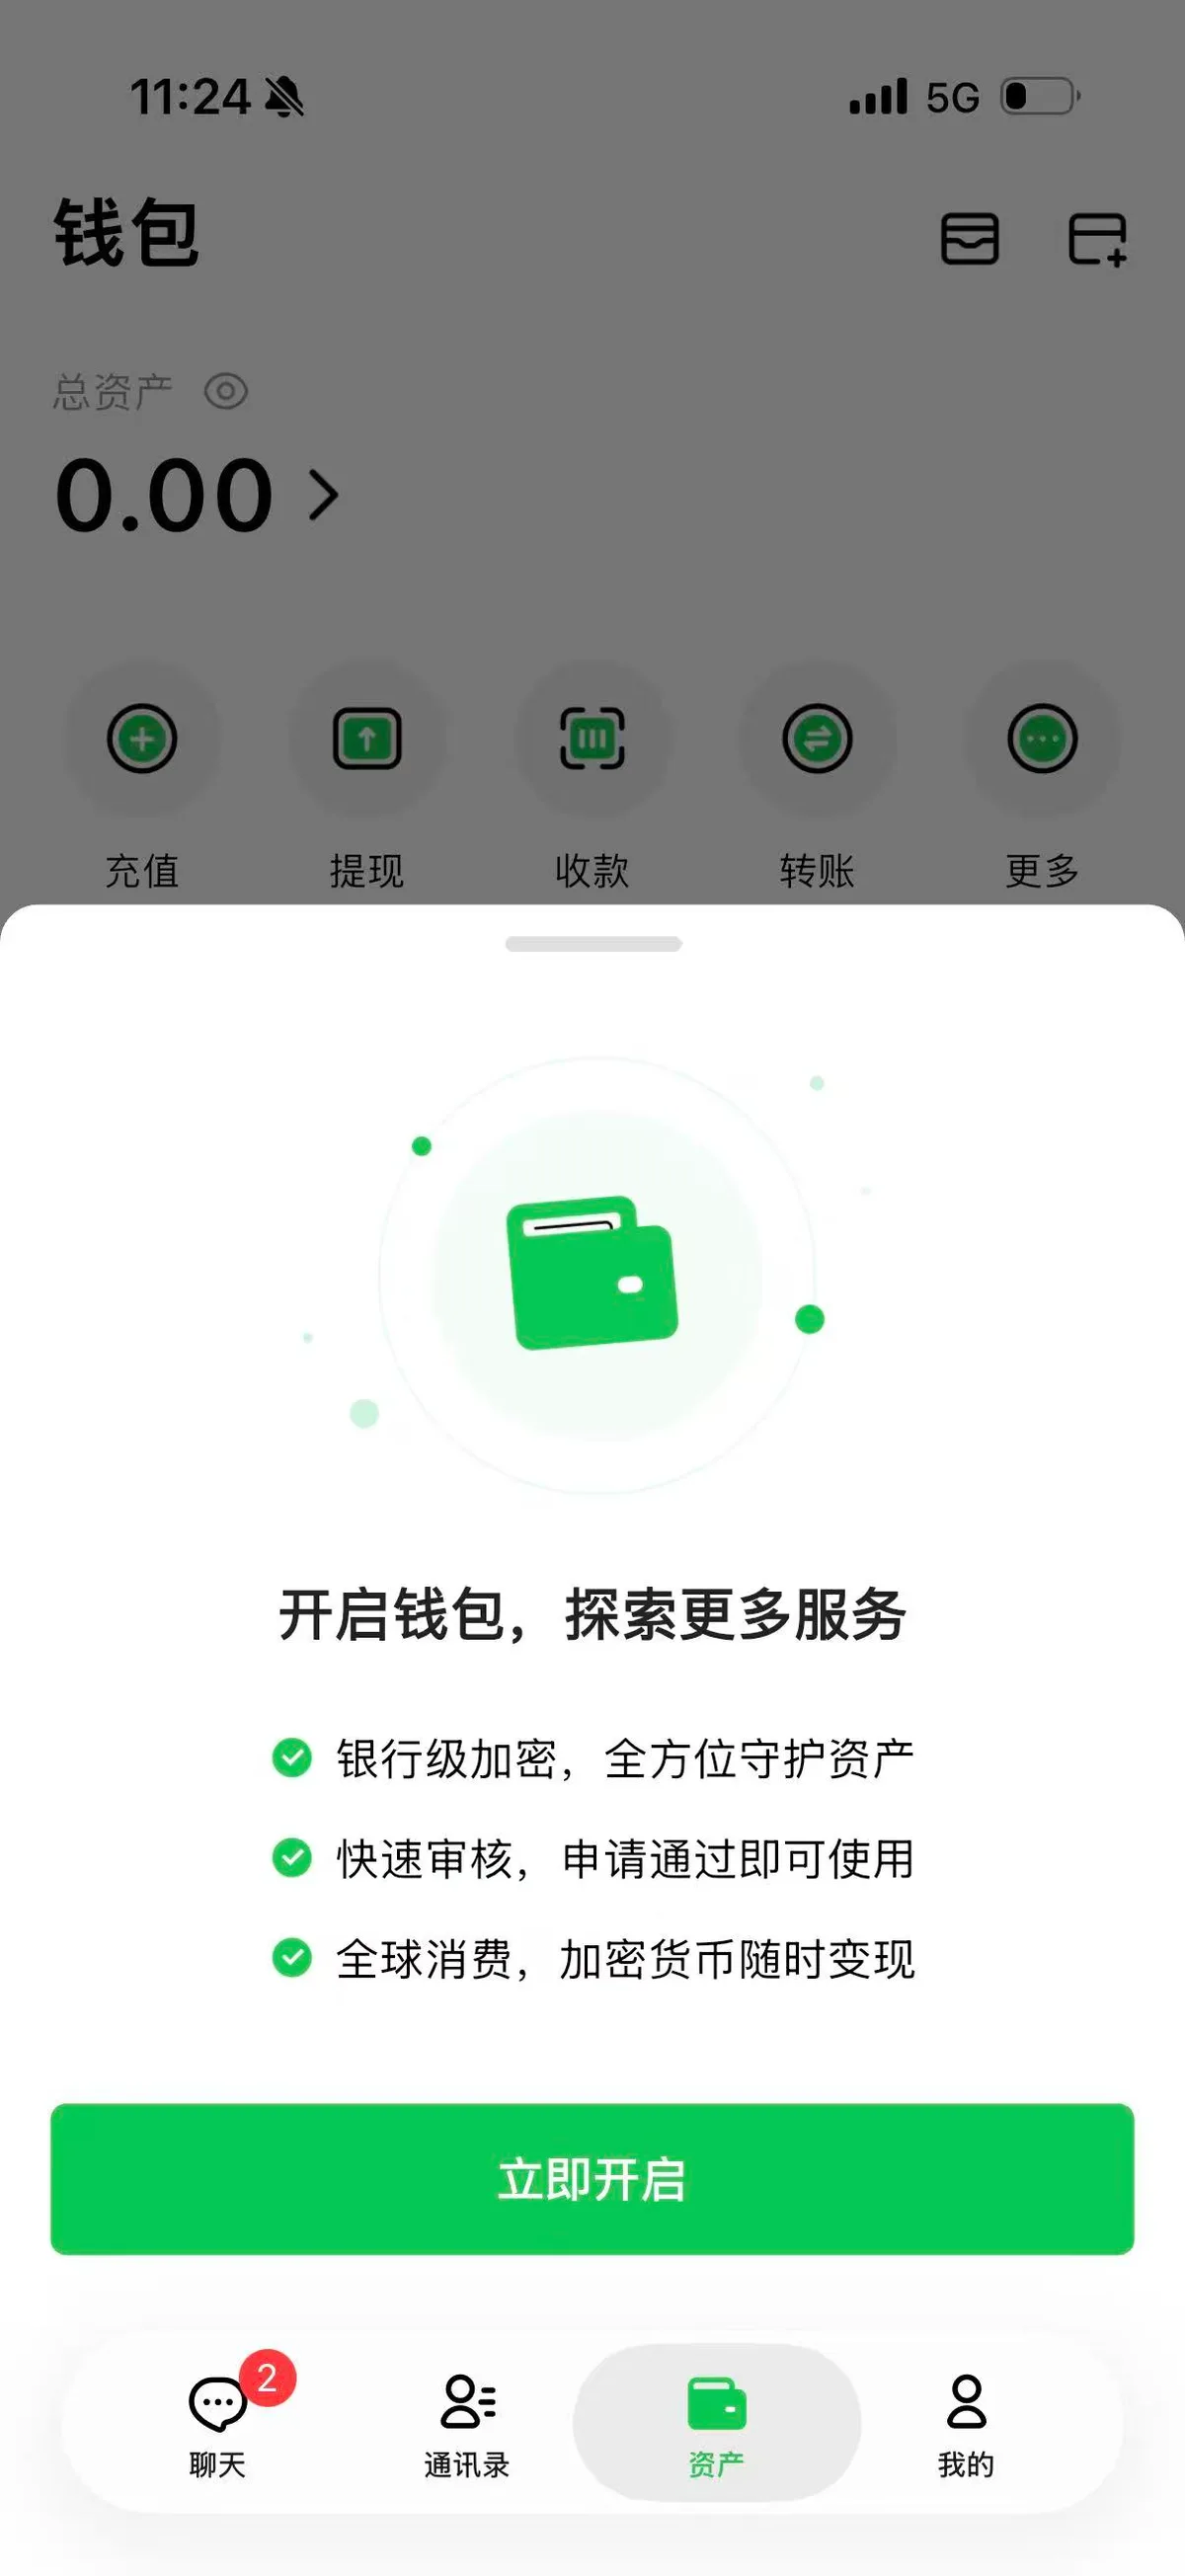 11:24 5G
钱包
总资产
0.00
充值 提现 收款 转账 更多
开启钱包，探索更多服务
银行级加密，全方位守护资产
快速审核，申请通过即可使用
全球消费，加密货币随时变现
立即开启
2
聊天 通讯录 资产 我的